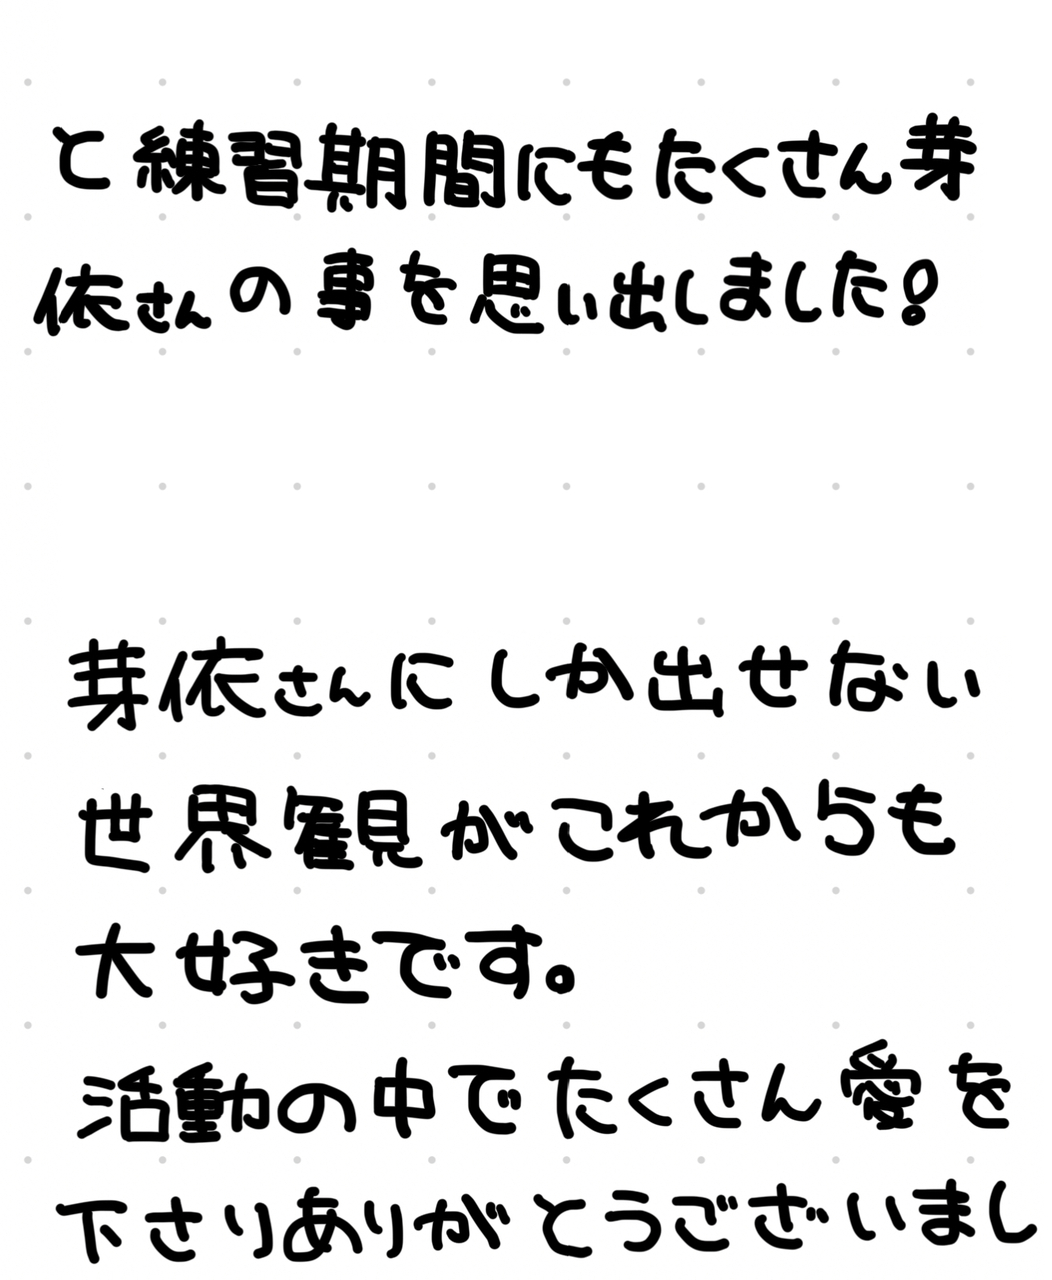 と練習期間にもたくさん芽
依さんの事を思い出しました!
芽依さんにしか出せない
世界観がこれからも
大好きです。
活動の中でたくさん愛を
下さりありがとうございまし